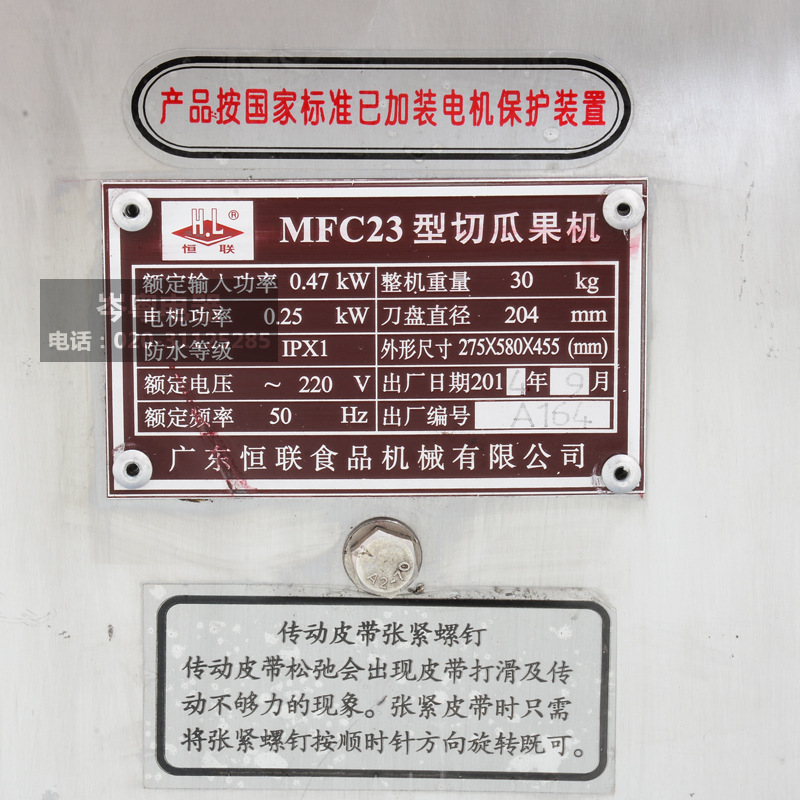 产品按国家标准已加装电机保护装置
H.L ®
恒 联
MFC23 型切瓜果机
额定输入功率 0.47 kW 整机重量 30 kg
电机功率 0.25 kW 刀盘直径 204 mm
防水等级 IPX1 外形尺寸 275X580X455 (mm)
额定电压 ~ 220 V 出厂日期2014年 9月
额定频率 50 Hz 出厂编号 A164
广东恒联食品机械有限公司
电话:
A2-70
传动皮带张紧螺钉
传动皮带松弛会出现皮带打滑及传
动不够力的现象。张紧皮带时只需
将张紧螺钉按顺时针方向旋转既可。